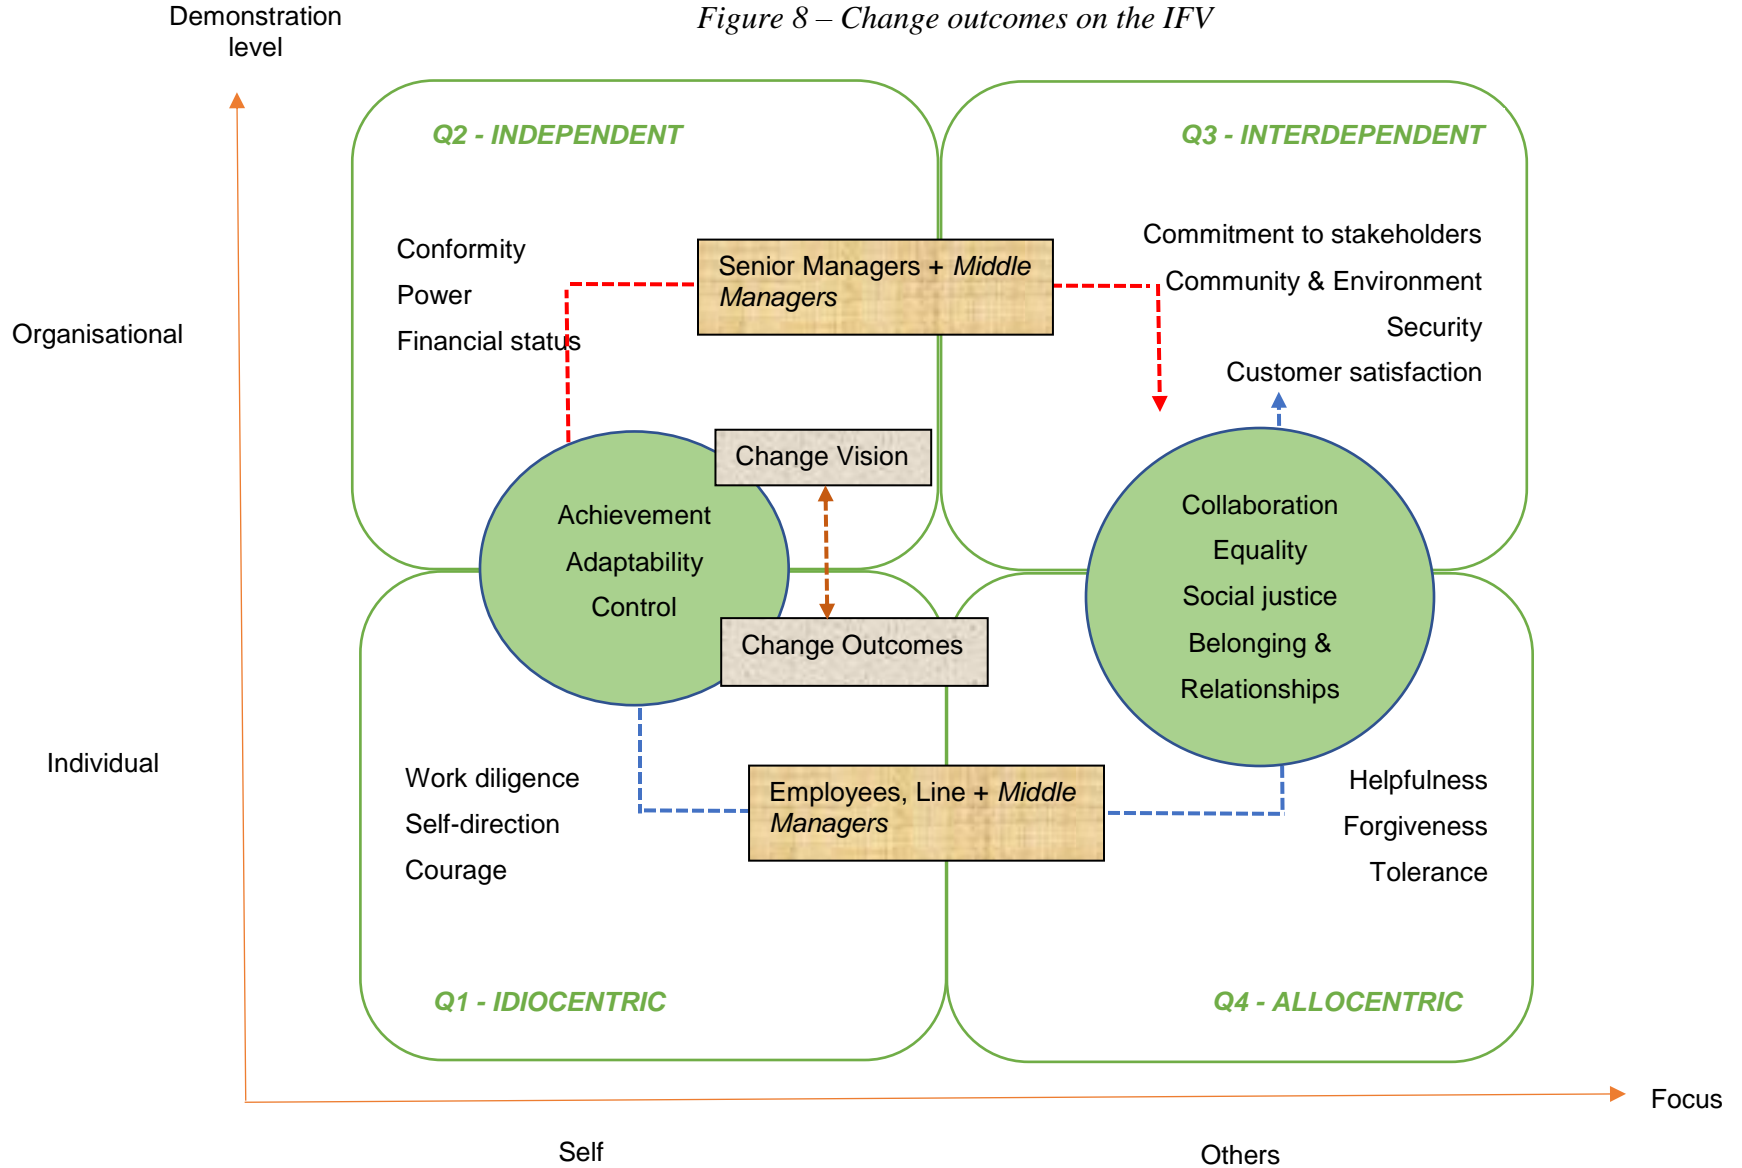 Demonstration
level
Figure 8 – Change outcomes on the IFV
Q2 - INDEPENDENT
Q3 - INTERDEPENDENT
Conformity
Power
Financial status
Senior Managers + Middle
Managers
Commitment to stakeholders
Community & Environment
Security
Customer satisfaction
Organisational
Change Vision
Achievement
Adaptability
Control
Change Outcomes
Collaboration
Equality
Social justice
Belonging &
Relationships
Individual
Work diligence
Self-direction
Courage
Employees, Line + Middle
Managers
Helpfulness
Forgiveness
Tolerance
Q1 - IDIOCENTRIC
Q4 - ALLOCENTRIC
Focus
Self
Others